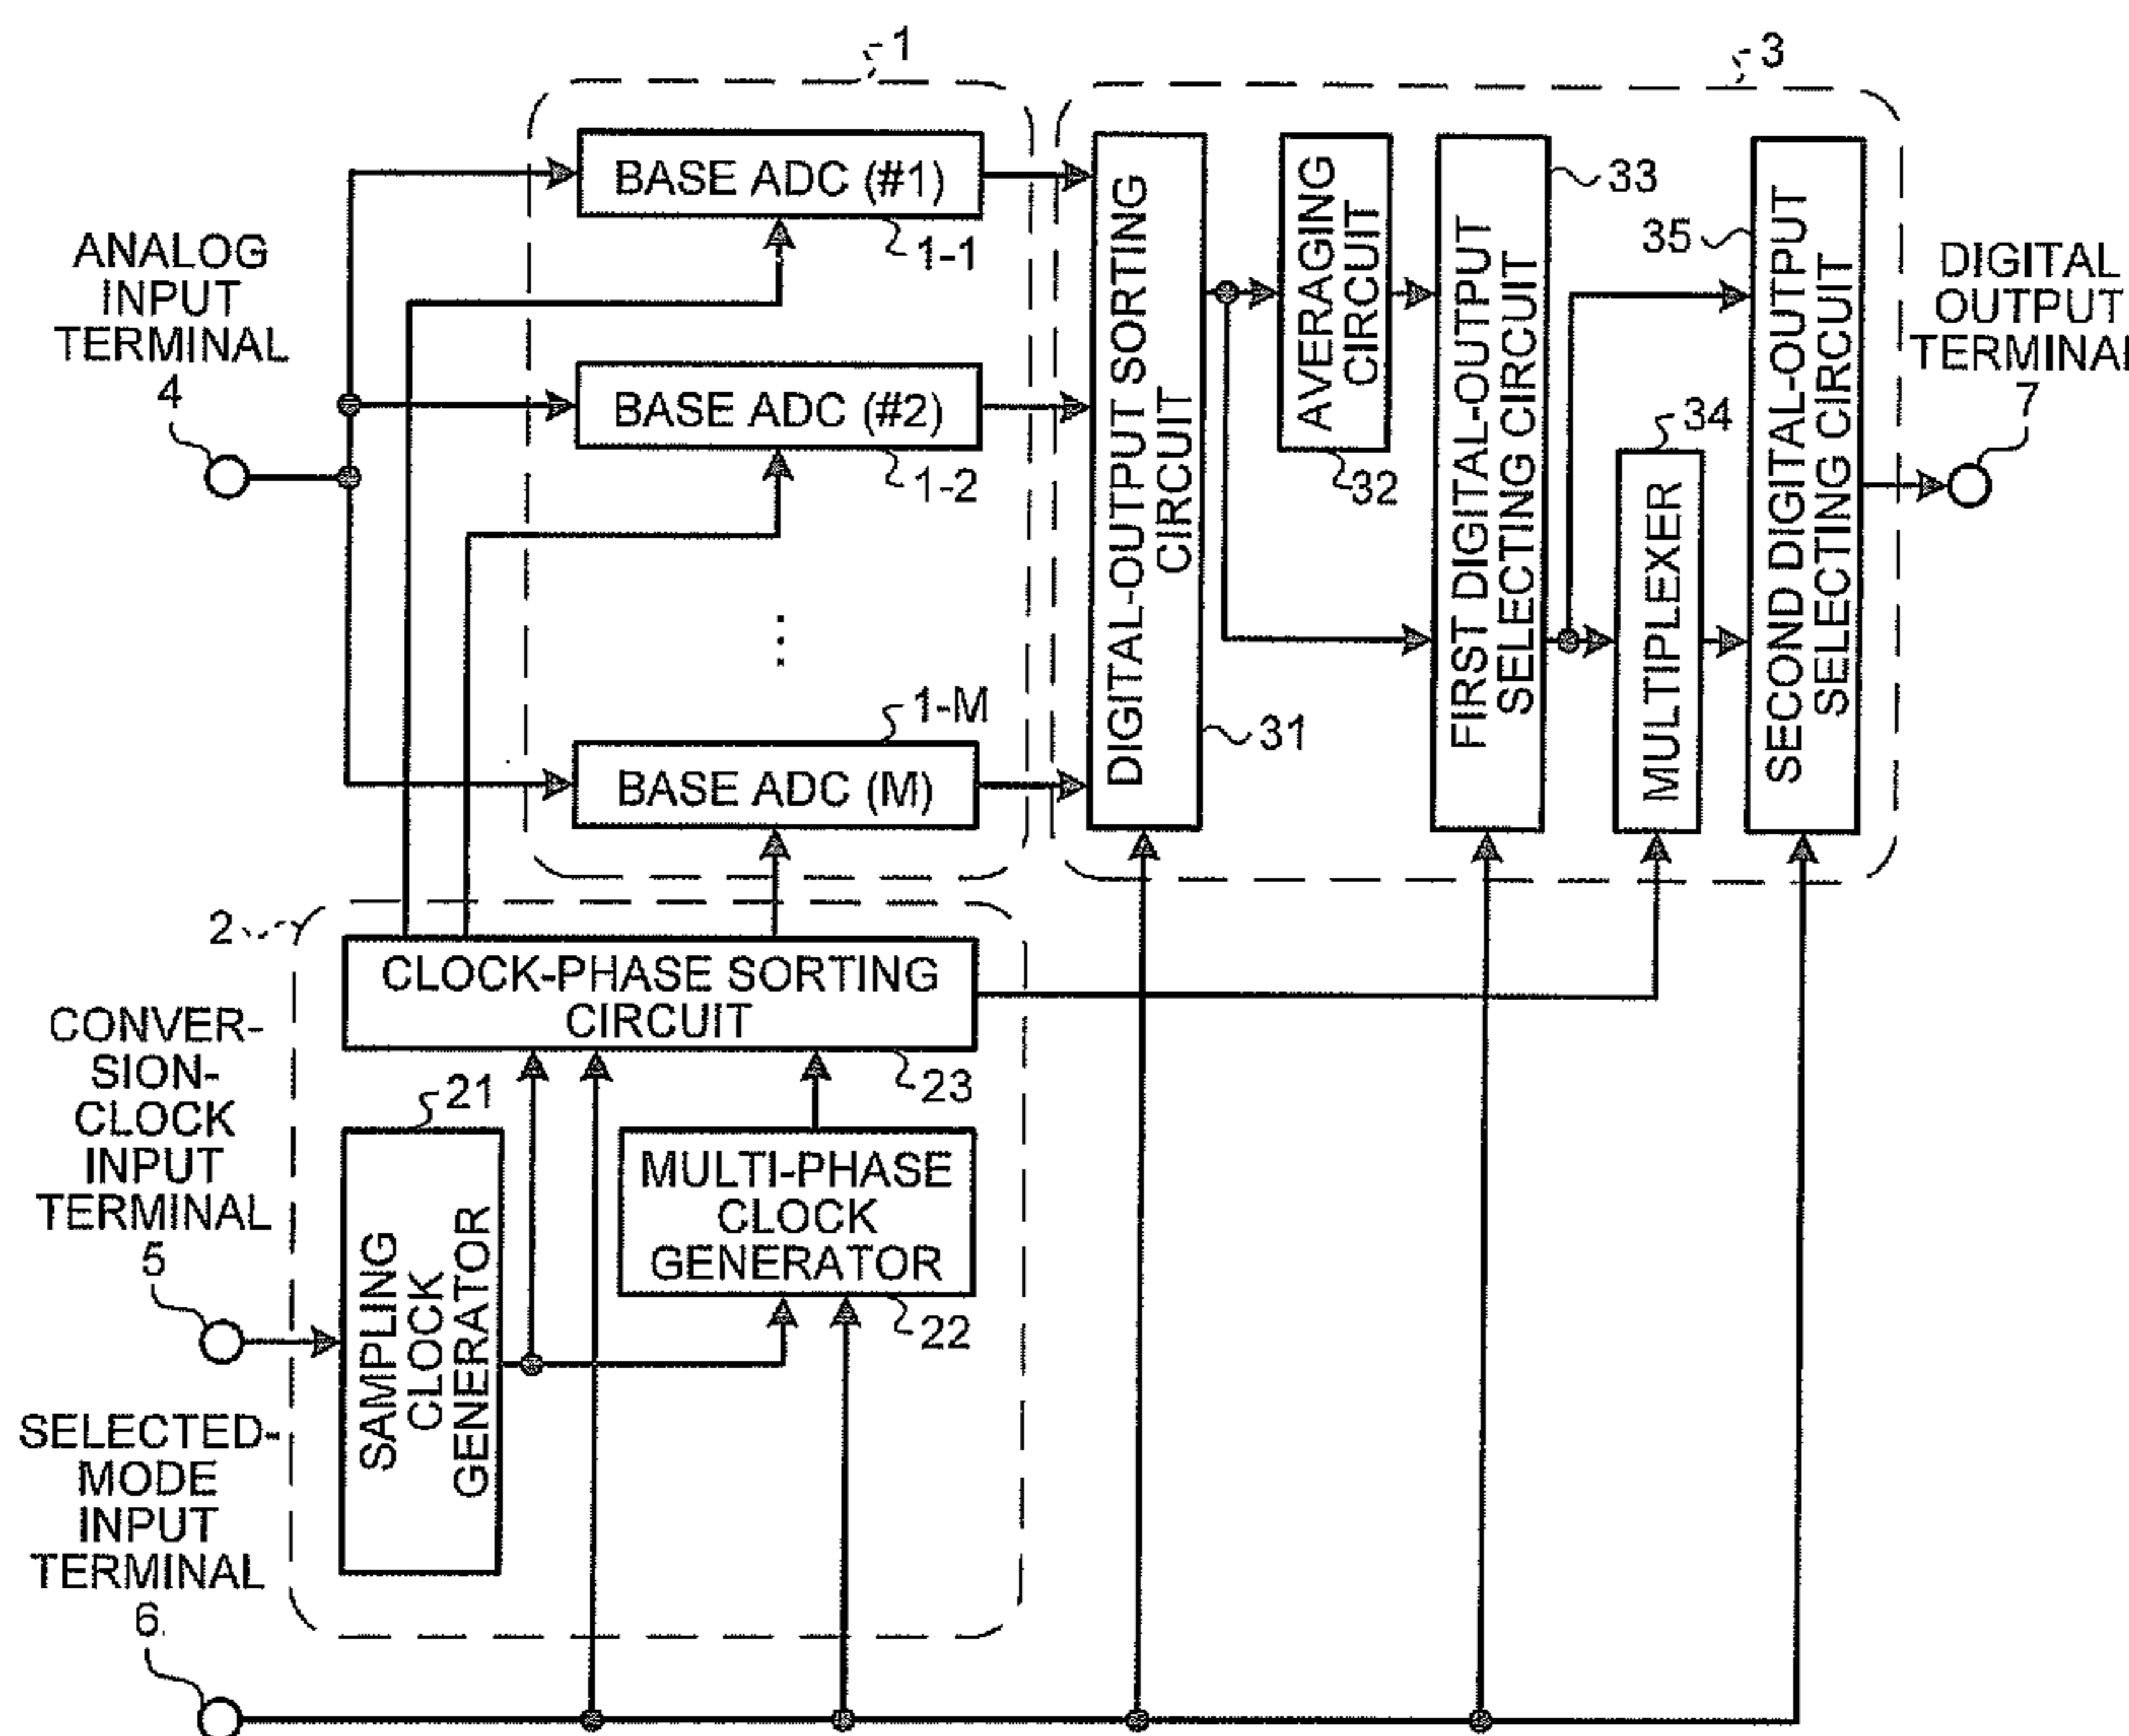 1
3
BASE ADC (#1)
1-1
ANALOG
INPUT
TERMINAL
4
BASE ADC (#2)
1-2
1-M
BASE ADC (M)
DIGITAL-OUTPUT SORTING
CIRCUIT
31
AVERAGING
CIRCUIT
32
FIRST DIGITAL-OUTPUT
SELECTING CIRCUIT
33
34
MULTIPLEXER
35
SECOND DIGITAL-OUTPUT
SELECTING CIRCUIT
DIGITAL
OUTPUT
TERMINAL
7
2
CLOCK-PHASE SORTING
CIRCUIT
23
CONVER-
SION-
CLOCK
INPUT
TERMINAL
5
21
SAMPLING
CLOCK
GENERATOR
MULTI-PHASE
CLOCK
GENERATOR
22
SELECTED-
MODE
INPUT
TERMINAL
6